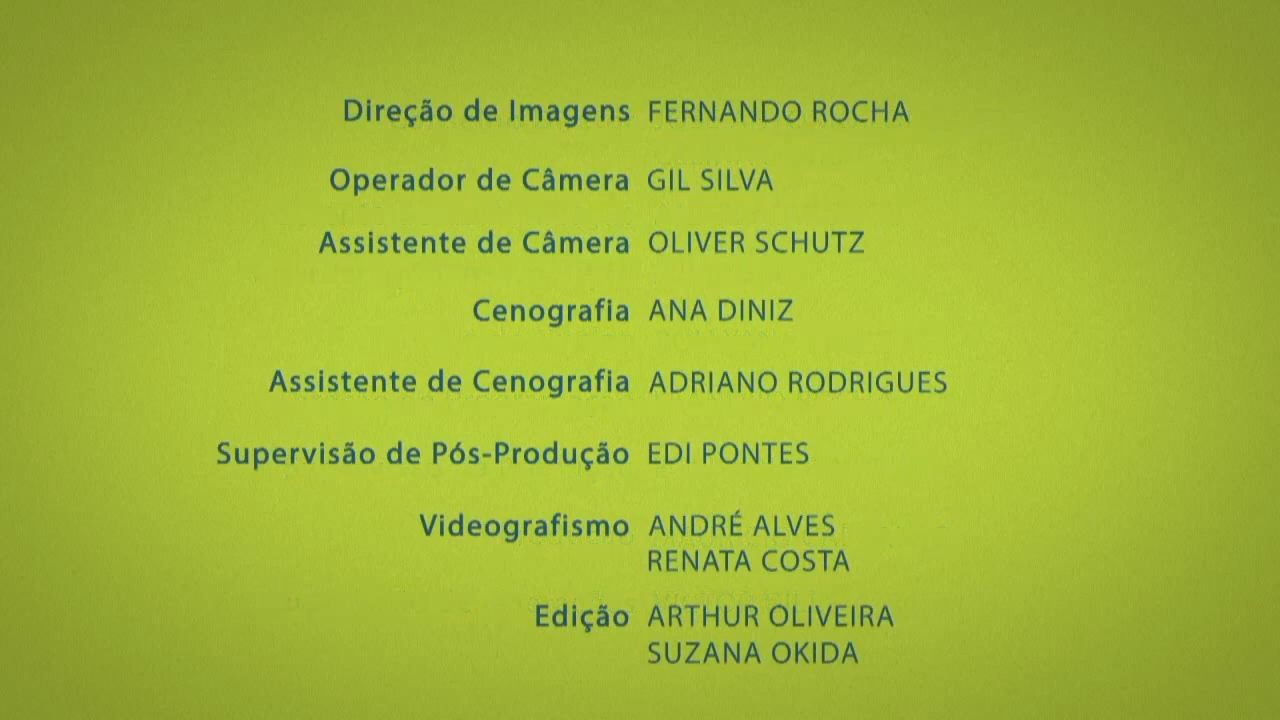 Direção de Imagens FERNANDO ROCHA
Operador de Câmera GIL SILVA
Assistente de Câmera OLIVER SCHUTZ
Cenografia ANA DINIZ
Assistente de Cenografia ADRIANO RODRIGUES
Supervisão de Pós-Produção EDI PONTES
Videografismo ANDRÉ ALVES
RENATA COSTA
Edição ARTHUR OLIVEIRA
SUZANA OKIDA